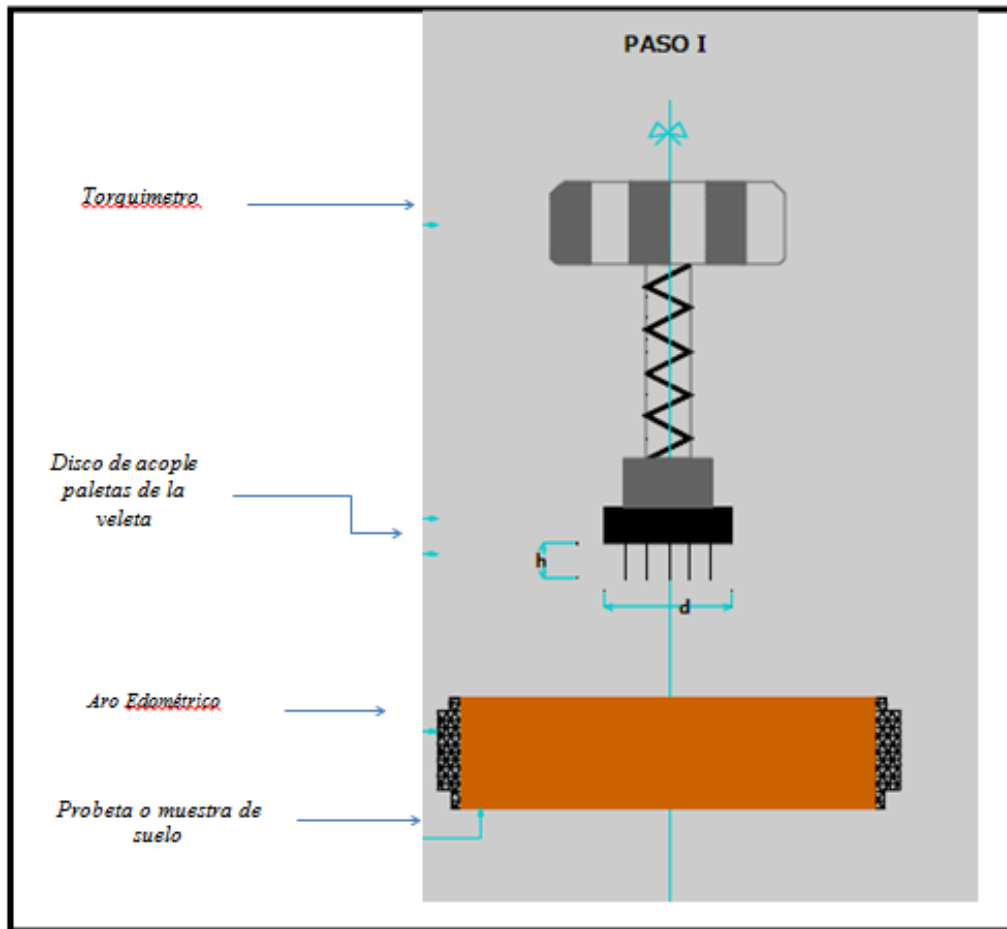 PASO I
Torquimetro
Disco de acople
paletas de la
veleta
h
d
Aro Edométrico
Probeta o muestra de
suelo